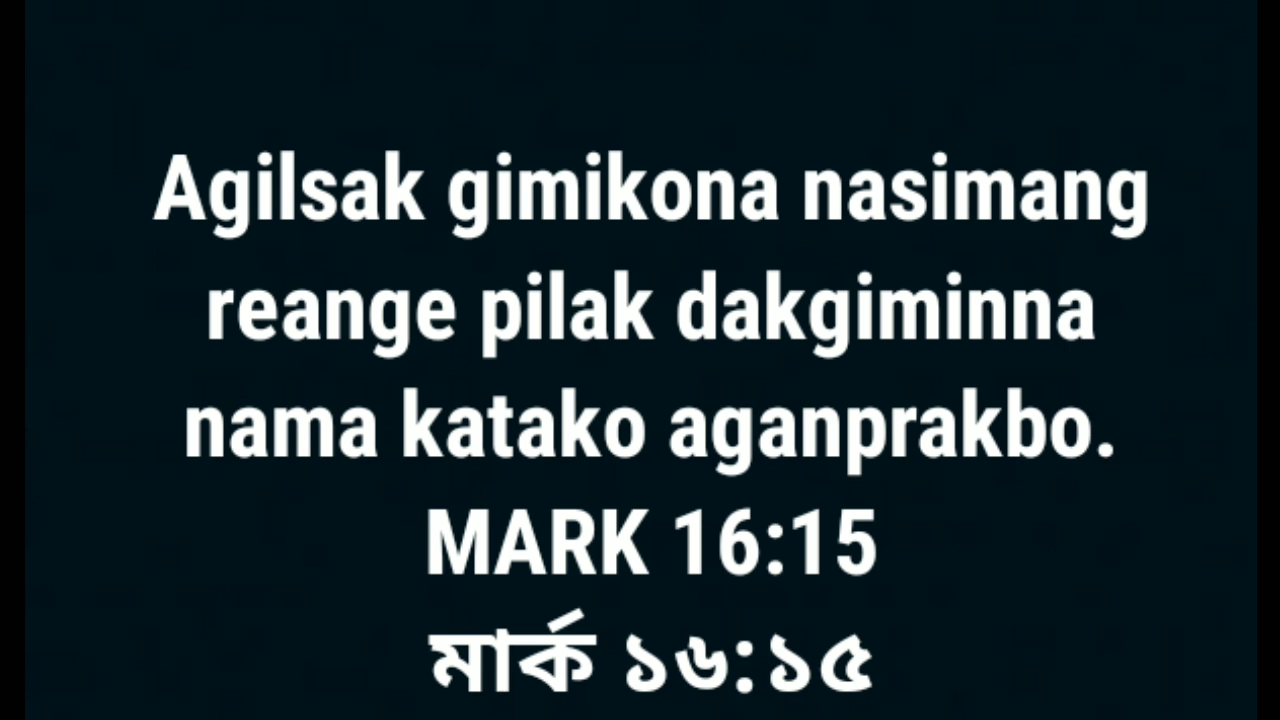 Agilsak gimikona nasimang
reange pilak dakgiminna
nama katako aganprakbo.
MARK 16:15
মার্ক ১৬:১৫